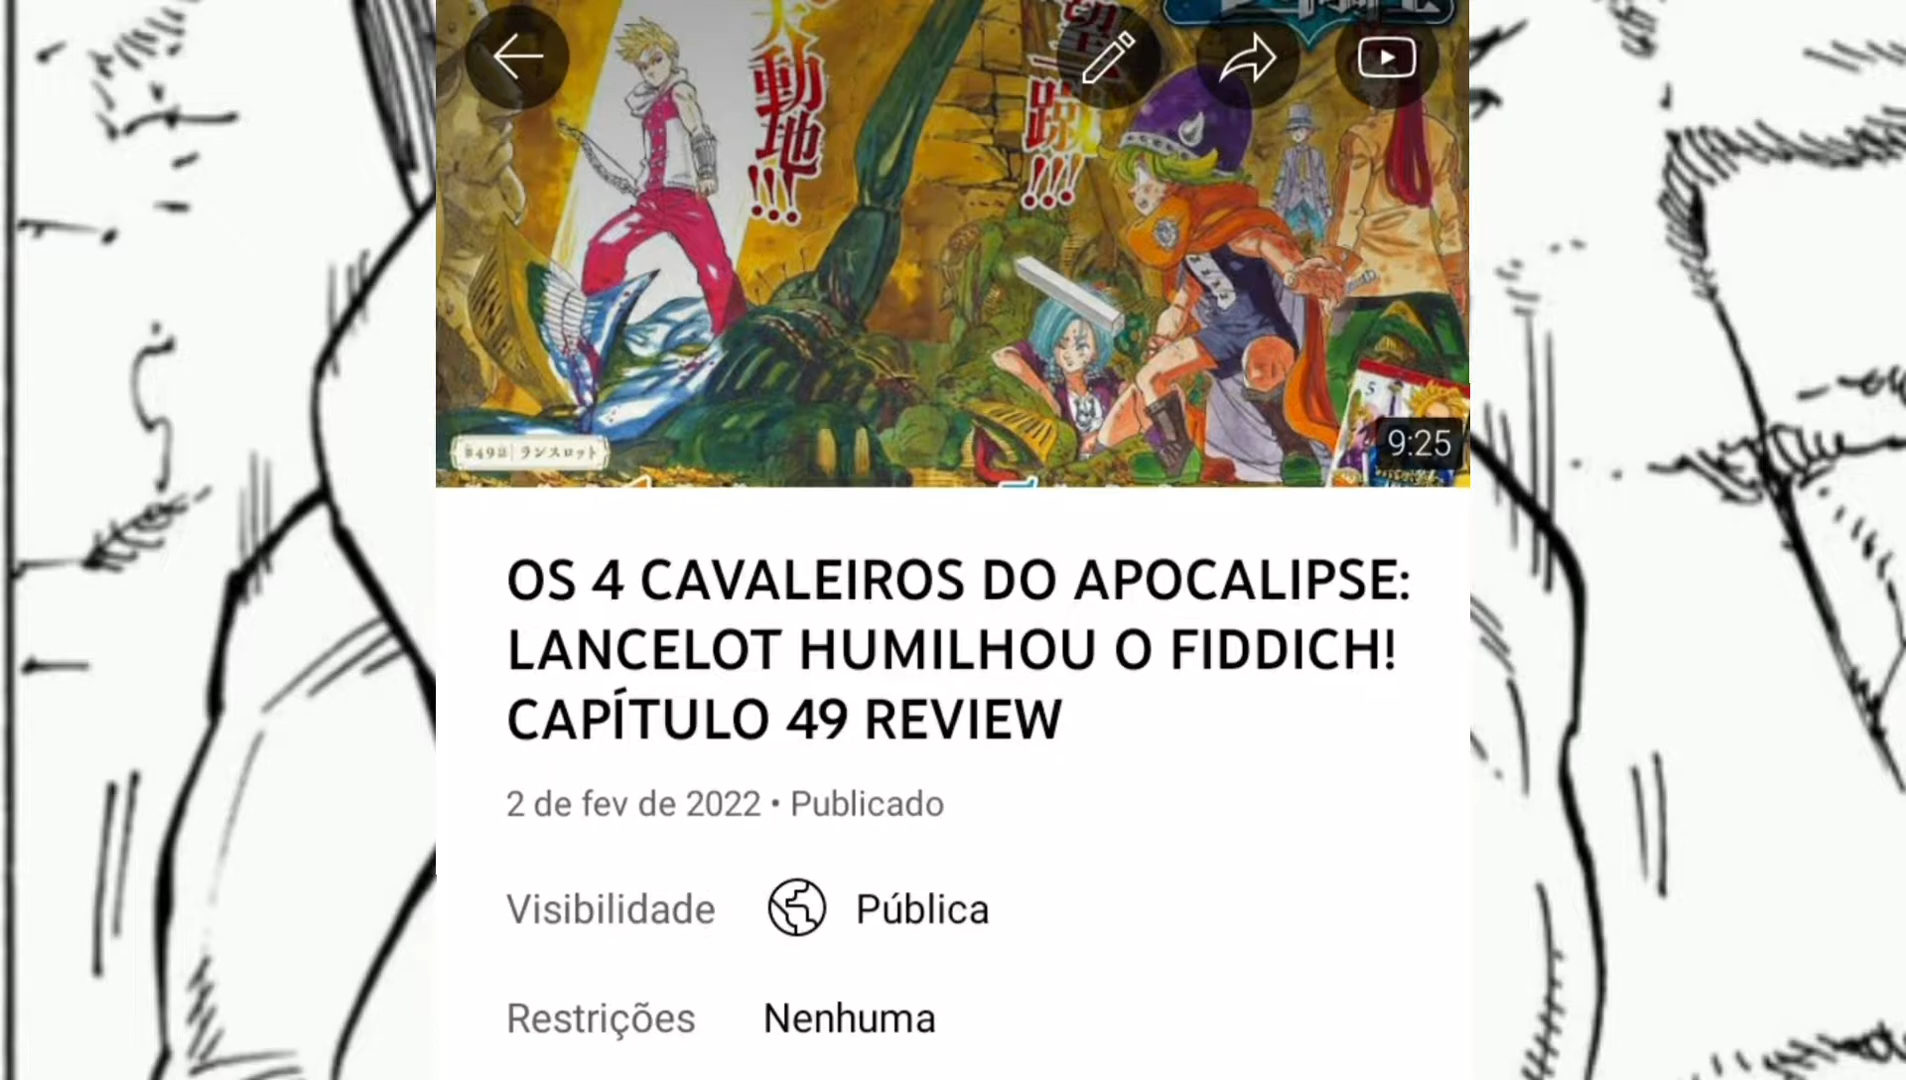 動地!!!
9:25
第49話|ランスロット
OS 4 CAVALEIROS DO APOCALIPSE:
LANCELOT HUMILHOU O FIDDICH!
CAPÍTULO 49 REVIEW
2 de fev de 2022 • Publicado
Visibilidade Pública
Restrições Nenhuma